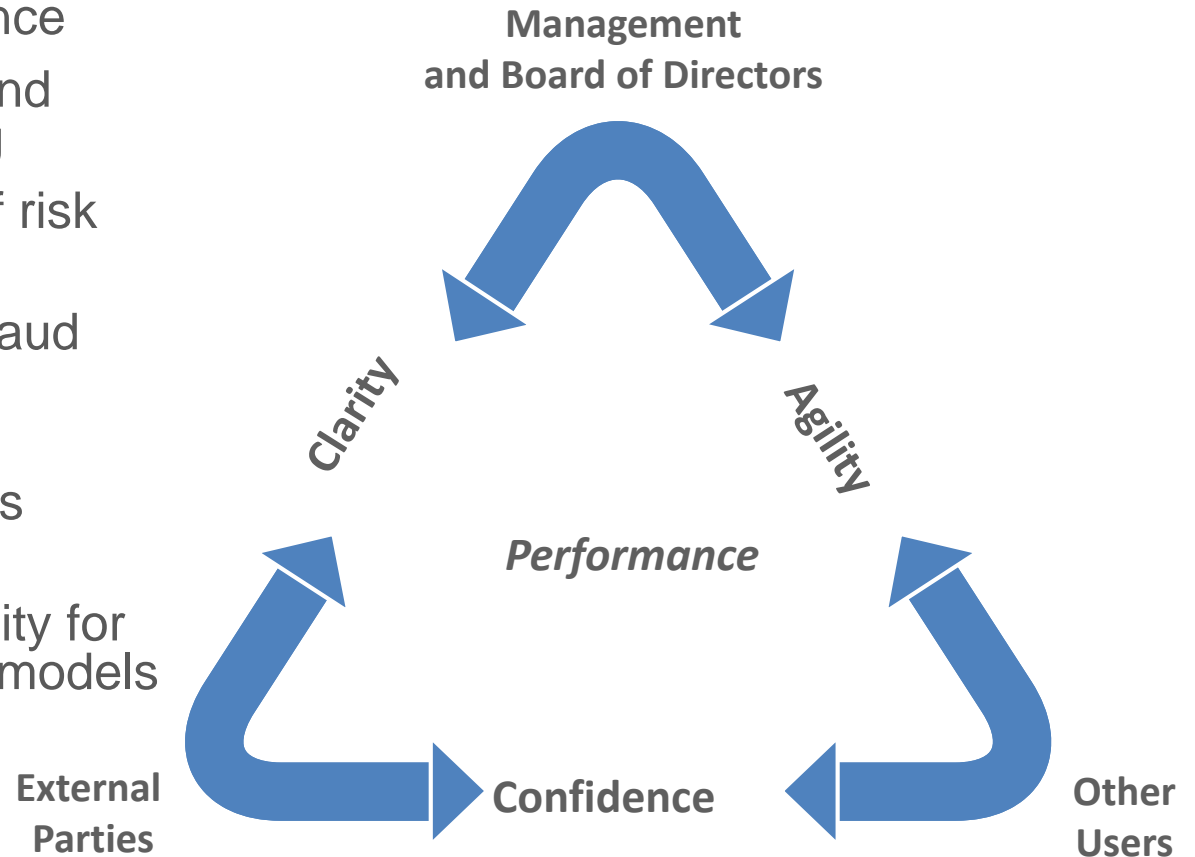 nce
nd
f risk
aud
s
ity for
models
Management
and Board of Directors
Clarity
Agility
Performance
Confidence
External
Parties
Other
Users